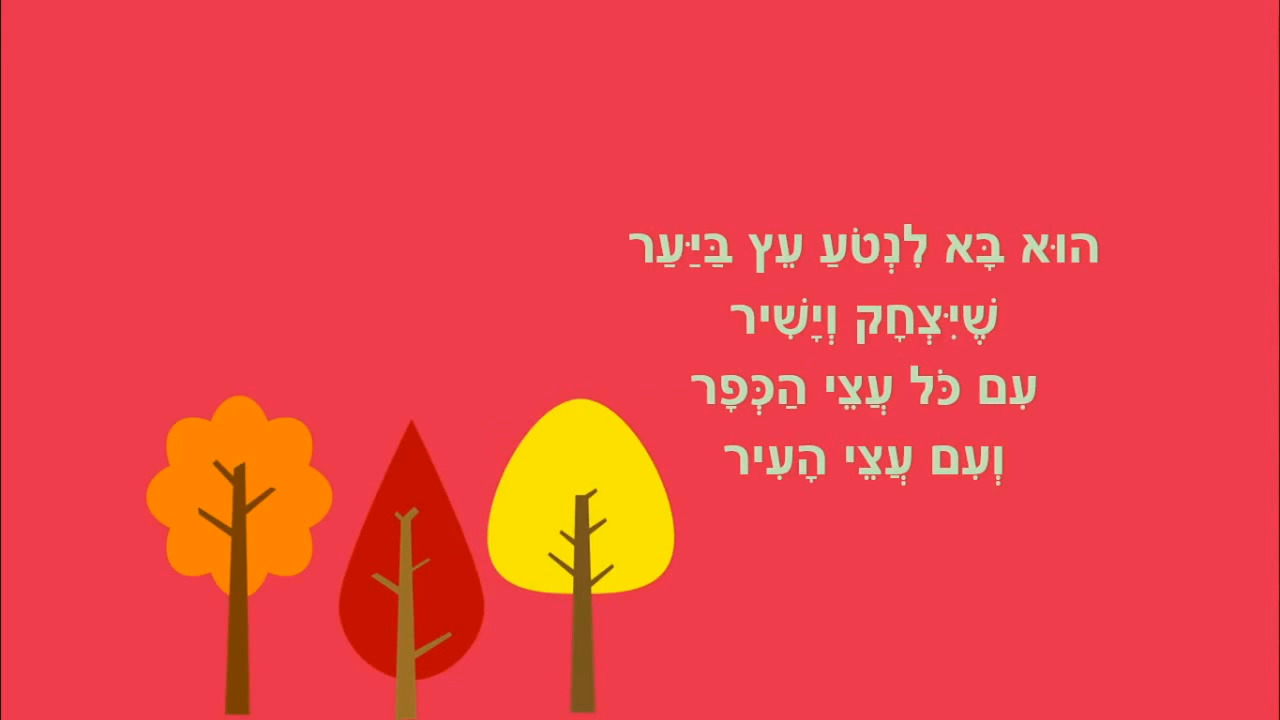 הוּא בָּא לִנְטֹעַ עֵץ בַּיַּעַר
שֶׁיִּצְחָק וְיָשִׁיר
עִם כֹּל עֲצֵי הַכְּפָר
וְעִם עֲצֵי הָעִיר